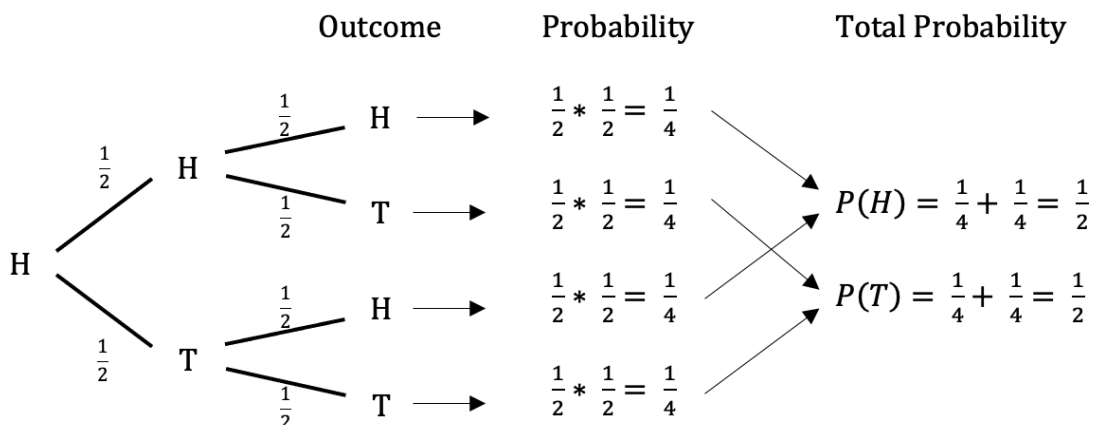 Outcome Probability Total Probability
1/2 H 1/2 * 1/2 = 1/4
1/2 H
1/2 T 1/2 * 1/2 = 1/4 P(H) = 1/4 + 1/4 = 1/2
H
1/2 H 1/2 * 1/2 = 1/4 P(T) = 1/4 + 1/4 = 1/2
1/2 T
1/2 T 1/2 * 1/2 = 1/4